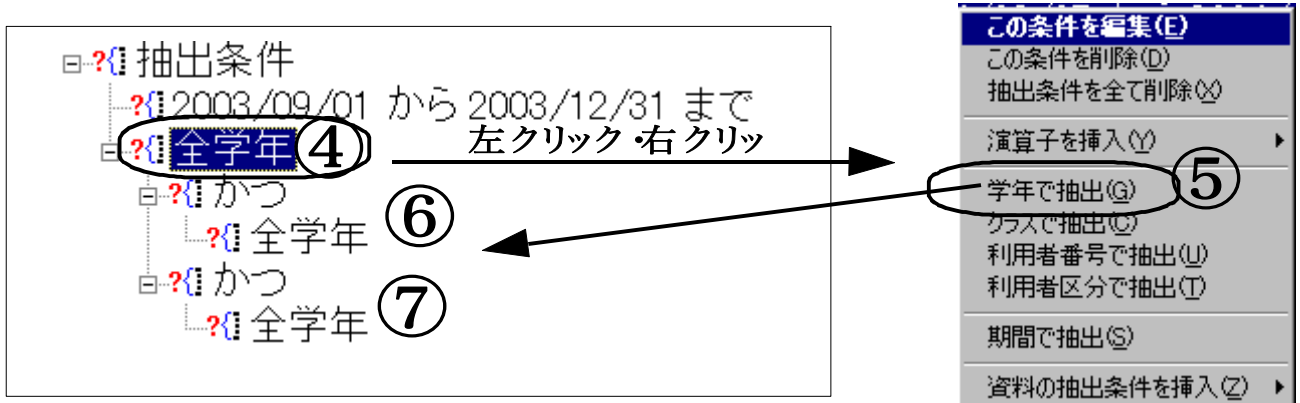 抽出条件
2003/09/01 から 2003/12/31 まで
全学年 ④
左クリック・右クリッ
かつ
⑥
全学年
かつ
⑦
全学年
この条件を編集(E)
この条件を削除(D)
抽出条件を全て削除(X)
演算子を挿入(Y)
学年で抽出(G)
⑤
クラスで抽出(C)
利用者番号で抽出(U)
利用者区分で抽出(T)
期間で抽出(S)
資料の抽出条件を挿入(Z)